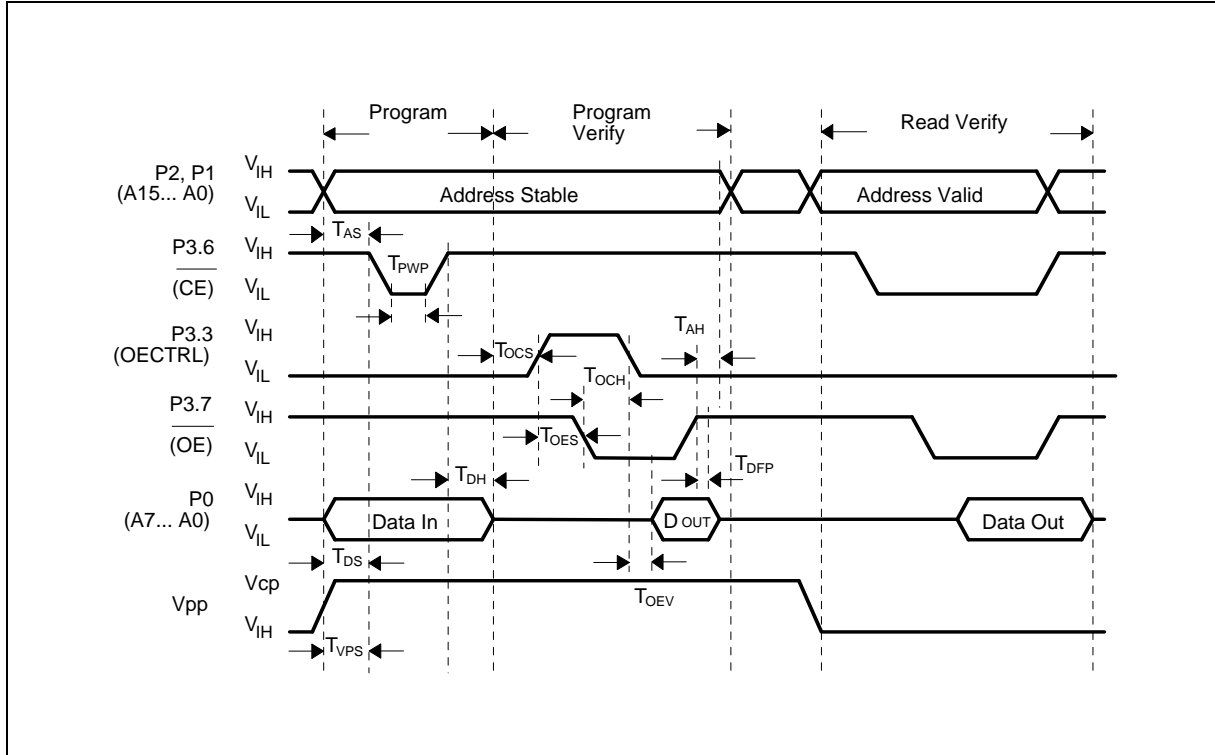 Program
Program
Verify
Read Verify
P2, P1
(A15... A0)
VIH
VIL
Address Stable
Address Valid
TAS
P3.6
(CE)
VIH
VIL
TPWP
P3.3
(OECTRL)
VIH
VIL
TOCS
TOCH
TAH
P3.7
(OE)
VIH
VIL
TOES
TDFP
TDH
P0
(A7... A0)
VIH
VIL
Data In
DOUT
Data Out
TDS
TOEV
Vpp
Vcp
VIH
TVPS